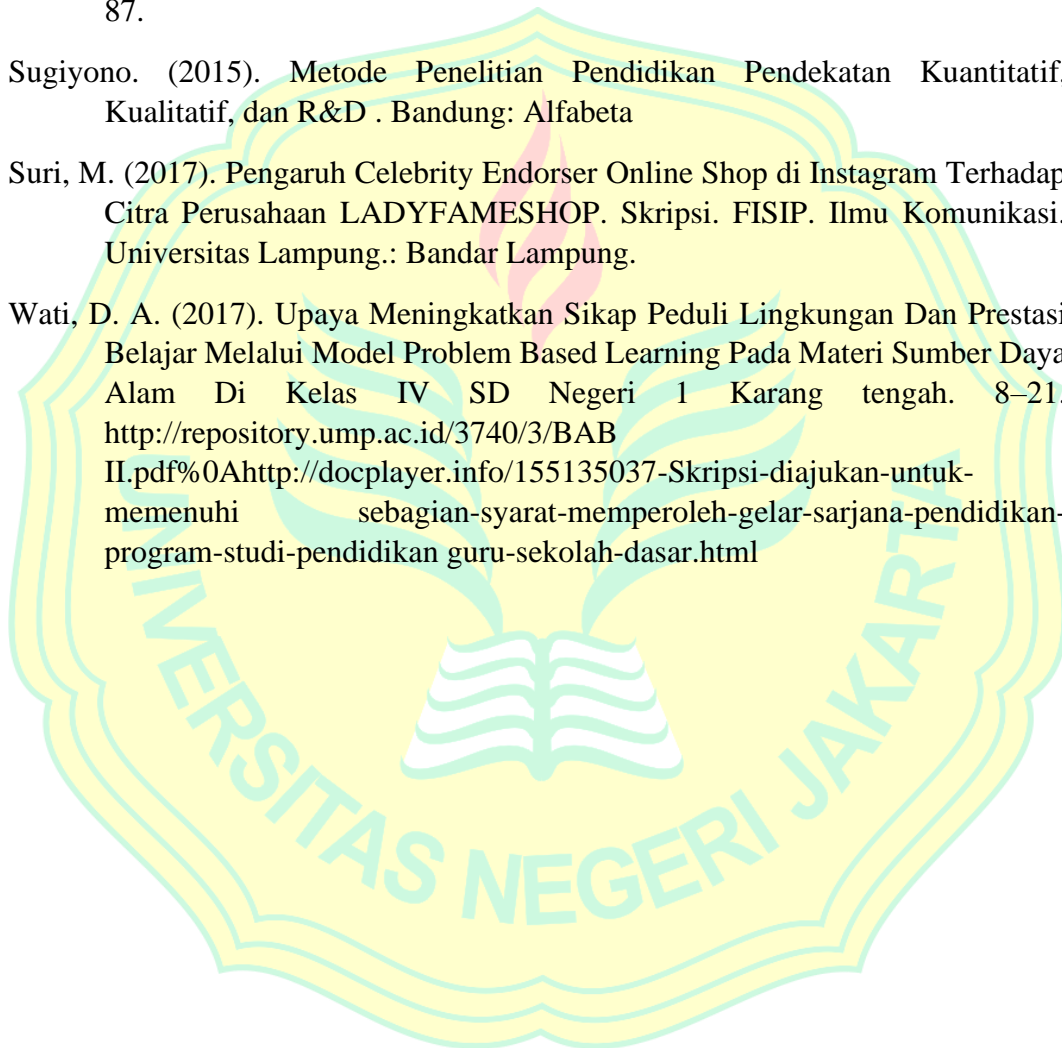 87.
Sugiyono. (2015). Metode Penelitian Pendidikan Pendekatan Kuantitatif,
Kualitatif, dan R&D . Bandung: Alfabeta
Suri, M. (2017). Pengaruh Celebrity Endorser Online Shop di Instagram Terhadap
Citra Perusahaan LADYFAMESHOP. Skripsi. FISIP. Ilmu Komunikasi.
Universitas Lampung.: Bandar Lampung.
Wati, D. A. (2017). Upaya Meningkatkan Sikap Peduli Lingkungan Dan Prestasi
Belajar Melalui Model Problem Based Learning Pada Materi Sumber Daya
Alam Di Kelas IV SD Negeri 1 Karang tengah. 8–21.
http://repository.ump.ac.id/3740/3/BAB
II.pdf%0Ahttp://docplayer.info/155135037-Skripsi-diajukan-untuk-
memenuhi sebagian-syarat-memperoleh-gelar-sarjana-pendidikan-
program-studi-pendidikan guru-sekolah-dasar.html
UNIVERSITAS NEGERI JAKARTA